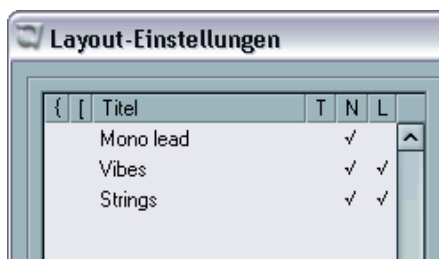 Layout-Einstellungen
{ [ Titel T N L
Mono lead √
Vibes √ √
Strings √ √